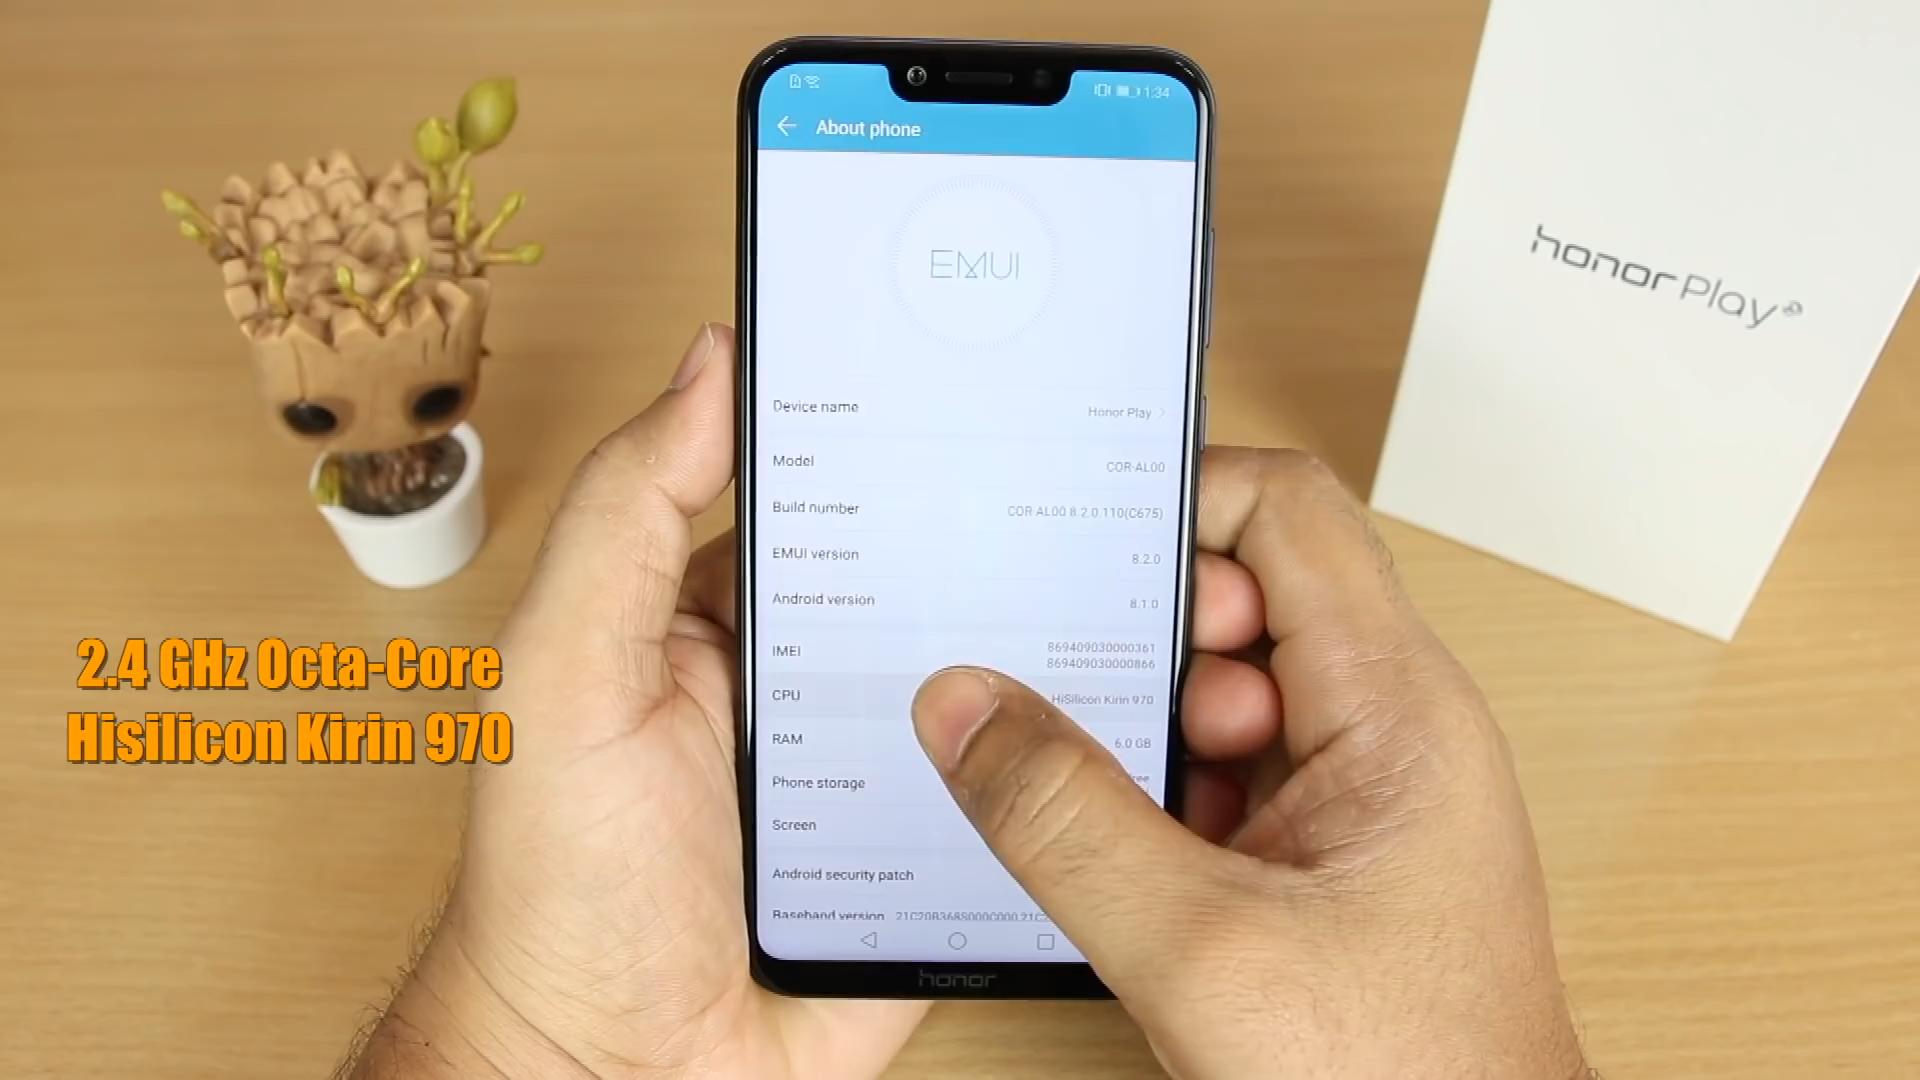 1:34
About phone
EMUI
Device name Honor Play
Model COR-AL00
Build number COR-AL00 8.2.0.110(C675)
EMUI version 8.2.0
Android version 8.1.0
IMEI 869409030000361
869409030000866
CPU HiSilicon Kirin 970
RAM 6.0 GB
Phone storage
Screen
Android security patch
Baseband version
honor
honor Play
2.4 GHz Octa-Core
Hisilicon Kirin 970